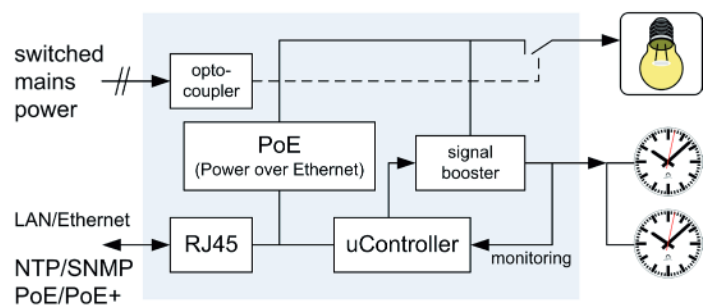 switched
mains
power
opto-
coupler
PoE
(Power over Ethernet)
signal
booster
LAN/Ethernet
RJ45
uController
monitoring
NTP/SNMP
PoE/PoE+